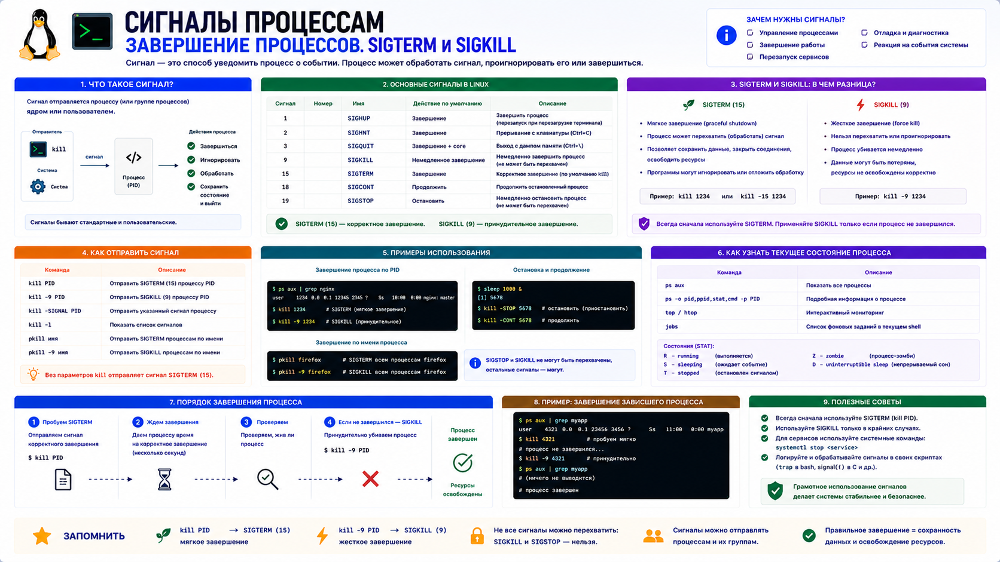 СИГНАЛЫ ПРОЦЕССАМ
ЗАВЕРШЕНИЕ ПРОЦЕССОВ. SIGTERM и SIGKILL
Сигнал — это способ уведомить процесс о событии. Процесс может обработать сигнал, проигнорировать его или завершиться.
ЗАЧЕМ НУЖНЫ СИГНАЛЫ?
Управление процессами
Завершение работы
Перезапуск сервисов
Отладка и диагностика
Реакция на события системы
1. ЧТО ТАКОЕ СИГНАЛ?
Сигнал отправляется процессу (или группе процессов)
ядром или пользователем.
Отправитель
kill
Система
Система
сигнал
</>
Процесс
(PID)
Действия процесса
Завершиться
Игнорировать
Обработать
Сохранить
состояние
и выйти
Сигналы бывают стандартные и пользовательские.
2. ОСНОВНЫЕ СИГНАЛЫ В LINUX
Сигнал Номер Имя Действие по умолчанию Описание
1 SIGHUP Завершение Завершить процесс
(перезапуск при перезагрузке терминала)
2 SIGHNT Завершение Прерывание с клавиатуры (Ctrl+C)
3 SIGQUIT Завершение + core Выход с дампом памяти (Ctrl+\)
9 SIGKILL Немедленное завершение Немедленно завершить процесс
(не может быть перехвачен)
15 SIGTERM Завершение Корректное завершение (по умолчанию kill)
18 SIGCONT Продолжить Продолжить остановленный процесс
19 SIGSTOP Остановить Немедленно остановить процесс
(не может быть перехвачен)
SIGTERM (15) — корректное завершение. SIGKILL (9) — принудительное завершение.
3. SIGTERM И SIGKILL: В ЧЕМ РАЗНИЦА?
SIGTERM (15)
• Мягкое завершение (graceful shutdown)
• Процесс может перехватить (обработать) сигнал
• Позволяет сохранить данные, закрыть соединения,
освободить ресурсы
• Программы могут игнорировать или отложить обработку
Пример: kill 1234 или kill -15 1234
SIGKILL (9)
• Жесткое завершение (force kill)
• Нельзя перехватить или проигнорировать
• Процесс убивается немедленно
• Данные могут быть потеряны,
ресурсы не освобождены корректно
Пример: kill -9 1234
Всегда сначала используйте SIGTERM. Применяйте SIGKILL только если процесс не завершился.
4. КАК ОТПРАВИТЬ СИГНАЛ
Команда Описание
kill PID Отправить SIGTERM (15) процессу PID
kill -9 PID Отправить SIGKILL (9) процессу PID
kill -SIGNAL PID Отправить указанный сигнал процессу
kill -l Показать список сигналов
pkill имя Отправить SIGTERM процессам по имени
pkill -9 имя Отправить SIGKILL процессам по имени
Без параметров kill отправляет сигнал SIGTERM (15).
5. ПРИМЕРЫ ИСПОЛЬЗОВАНИЯ
Завершение процесса по PID
$ ps aux | grep nginx
user 1234 0.0 0.1 12345 2345 ? Ss 10:00 0:00 nginx: master
$ kill 1234 # SIGTERM (мягкое завершение)
$ kill -9 1234 # SIGKILL (принудительное)
Завершение по имени процесса
$ pkill firefox # SIGTERM всем процессам firefox
$ pkill -9 firefox # SIGKILL всем процессам firefox
Остановка и продолжение
$ sleep 1000 &
[1] 5678
$ kill -STOP 5678 # остановить (приостановить)
$ kill -CONT 5678 # продолжить
SIGSTOP и SIGKILL не могут быть перехвачены,
остальные сигналы — могут.
6. КАК УЗНАТЬ ТЕКУЩЕЕ СОСТОЯНИЕ ПРОЦЕССА
Команда Описание
ps aux Показать все процессы
ps -o pid,ppid,stat,cmd -p PID Подробная информация о процессе
top / htop Интерактивный мониторинг
jobs Список фоновых заданий в текущем shell
Состояния (STAT):
R – running (выполняется)
S – sleeping (ожидает событие)
T – stopped (остановлен сигналом)
Z – zombie (процесс-зомби)
D – uninterruptible sleep (непрерываемый сон)
7. ПОРЯДОК ЗАВЕРШЕНИЯ ПРОЦЕССА
1 Пробуем SIGTERM
Отправляем сигнал
корректного завершения
$ kill PID
2 Ждем завершения
Даем процессу время
на корректное завершение
(несколько секунд)
3 Проверяем
Проверяем, жив ли
процесс
4 Если не завершился — SIGKILL
Принудительно убиваем процесс
$ kill -9 PID
Процесс
завершен
Ресурсы
освобождены
8. ПРИМЕР: ЗАВЕРШЕНИЕ ЗАВИСШЕГО ПРОЦЕССА
$ ps aux | grep myapp
user 4321 0.0 0.1 23456 3456 ? Ss 11:00 0:00 myapp
$ kill 4321 # пробуем мягко
# процесс не завершился...
$ kill -9 4321 # принудительно
$ ps aux | grep myapp
# (ничего не выводится)
# процесс завершен
9. ПОЛЕЗНЫЕ СОВЕТЫ
Всегда сначала используйте SIGTERM (kill PID).
Используйте SIGKILL только в крайних случаях.
Для сервисов используйте системные команды:
systemctl stop <service>
Логируйте и обрабатывайте сигналы в своих скриптах
(trap в bash, signal(() в C и др.).
Грамотное использование сигналов
делает системы стабильнее и безопаснее.
ЗАПОМНИТЬ
kill PID → SIGTERM (15)
мягкое завершение
kill -9 PID → SIGKILL (9)
жесткое завершение
Не все сигналы можно перехватить:
SIGKILL и SIGSTOP — нельзя.
Сигналы можно отправлять
процессам и их группам.
Правильное завершение = сохранность
данных и освобождение ресурсов.